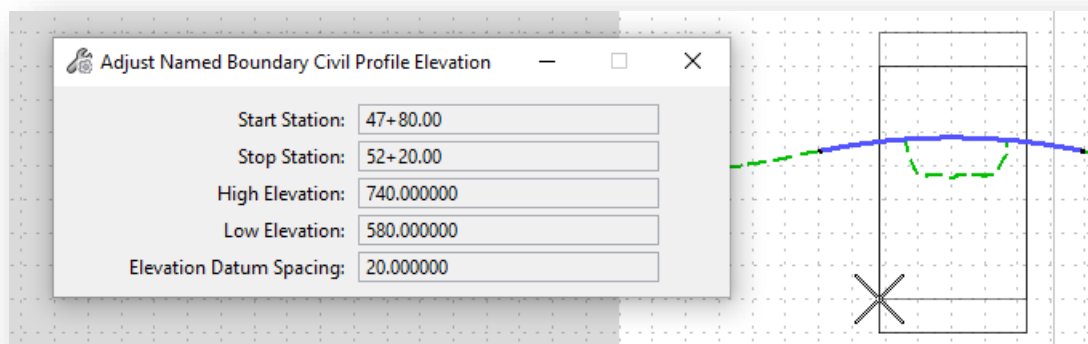 Adjust Named Boundary Civil Profile Elevation
Start Station: 47+80.00
Stop Station: 52+20.00
High Elevation: 740.000000
Low Elevation: 580.000000
Elevation Datum Spacing: 20.000000